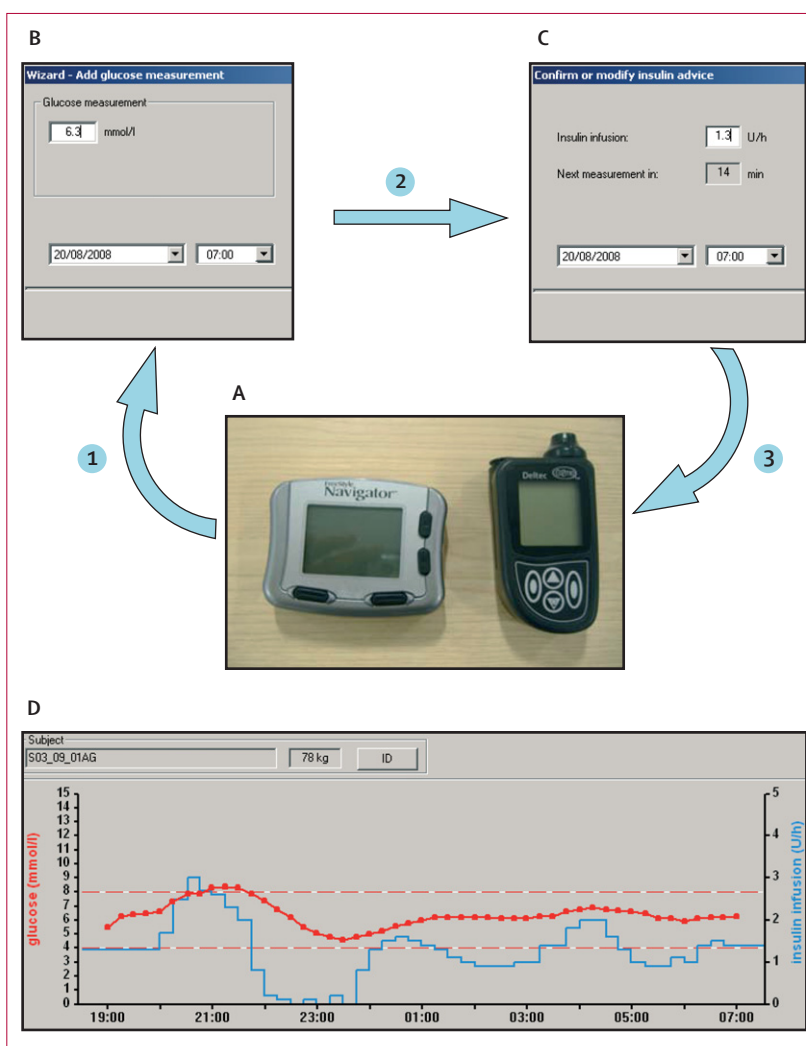 B
C
Wizard - Add glucose measurement
Glucose measurement
6.3 mmol/l
20/08/2008 07:00
2
Confirm or modify insulin advice
Insulin infusion: 1.3 U/h
Next measurement in: 14 min
20/08/2008 07:00
A
1
3
FreeStyle
Navigator
Deltec
D
Subject
S03_09_01AG 78 kg ID
glucose (mmol/l)
15
14
13
12
11
10
9
8
7
6
5
4
3
2
1
0
5
4
3
2
1
0
insulin infusion (U/h)
19:00 21:00 23:00 01:00 03:00 05:00 07:00